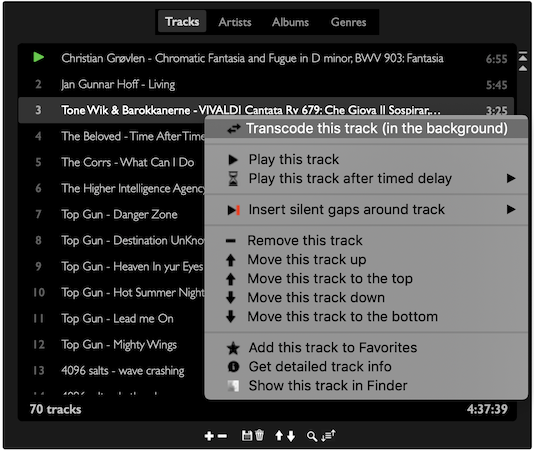 Tracks Artists Albums Genres
Christian Grøvlen - Chromatic Fantasia and Fugue in D minor, BWV 903: Fantasia 6:55
2 Jan Gunnar Hoff - Living 5:45
3 Tone Wik & Barokkanerne - VIVALDI Cantata Rv 679: Che Giova Il Sospirar,... 3:25
4 The Beloved - Time After Time
5 The Corrs - What Can I Do
6 The Higher Intelligence Agency
7 Top Gun - Danger Zone
8 Top Gun - Destination UnKno
9 Top Gun - Heaven In yur Eyes
10 Top Gun - Hot Summer Night
11 Top Gun - Lead me On
12 Top Gun - Mighty Wings
13 4096 salts - wave crashing
Transcode this track (in the background)
Play this track
Play this track after timed delay
Insert silent gaps around track
Remove this track
Move this track up
Move this track to the top
Move this track down
Move this track to the bottom
Add this track to Favorites
Get detailed track info
Show this track in Finder
70 tracks 4:37:39